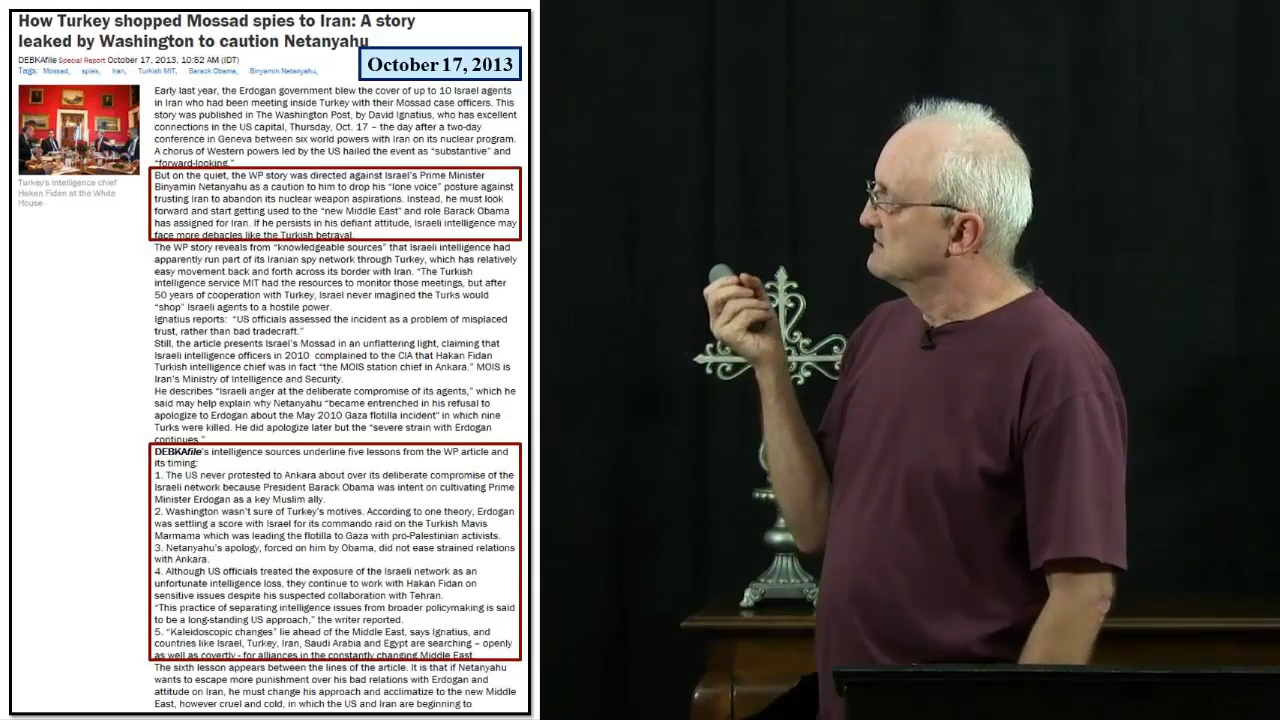 How Turkey shopped Mossad spies to Iran: A story
leaked by Washington to caution Netanyahu
DEBKAfile Special Report October 17, 2013, 10:52 AM (IDT)
Tags: Mossad, spies, Iran, Turkish MIT, Barack Obama, Binyamin Netanyahu,
October 17, 2013
Turkey's intelligence chief
Hakan Fidan at the White
House
Early last year, the Erdogan government blew the cover of up to 10 Israel agents
in Iran who had been meeting inside Turkey with their Mossad case officers. This
story was published in The Washington Post, by David Ignatius, who has excellent
connections in the US capital, Thursday, Oct. 17 – the day after a two-day
conference in Geneva between six world powers with Iran on its nuclear program.
A chorus of Western powers led by the US hailed the event as “substantive” and
“forward-looking.”
But on the quiet, the WP story was directed against Israel’s Prime Minister
Binyamin Netanyahu as a caution to him to drop his “lone voice” posture against
trusting Iran to abandon its nuclear weapon aspirations. Instead, he must look
forward and start getting used to the “new Middle East” and role Barack Obama
has assigned for Iran. If he persists in his defiant attitude, Israeli intelligence may
face more debacles like the Turkish betrayal.
The WP story reveals from “knowledgeable sources” that Israeli intelligence had
apparently run part of its Iranian spy network through Turkey, which has relatively
easy movement back and forth across its border with Iran. “The Turkish
intelligence service MIT had the resources to monitor those meetings, but after
50 years of cooperation with Turkey, Israel never imagined the Turks would
“shop” Israeli agents to a hostile power.
Ignatius reports: “US officials assessed the incident as a problem of misplaced
trust, rather than bad tradecraft.”
Still, the article presents Israel’s Mossad in an unflattering light, claiming that
Israeli intelligence officers in 2010 complained to the CIA that Hakan Fidan
Turkish intelligence chief was in fact “the MOIS station chief in Ankara.” MOIS is
Iran’s Ministry of Intelligence and Security.
He describes “Israeli anger at the deliberate compromise of its agents,” which he
said may help explain why Netanyahu “became entrenched in his refusal to
apologize to Erdogan about the May 2010 Gaza flotilla incident” in which nine
Turks were killed. He did apologize later but the “severe strain with Erdogan
continues.”
DEBKAfile’s intelligence sources underline five lessons from the WP article and
its timing:
1. The US never protested to Ankara about over its deliberate compromise of the
Israeli network because President Barack Obama was intent on cultivating Prime
Minister Erdogan as a key Muslim ally.
2. Washington wasn’t sure of Turkey’s motives. According to one theory, Erdogan
was settling a score with Israel for its commando raid on the Turkish Mavis
Marmama which was leading the flotilla to Gaza with pro-Palestinian activists.
3. Netanyahu’s apology, forced on him by Obama, did not ease strained relations
with Ankara.
4. Although US officials treated the exposure of the Israeli network as an
unfortunate intelligence loss, they continue to work with Hakan Fidan on
sensitive issues despite his suspected collaboration with Tehran.
“This practice of separating intelligence issues from broader policymaking is said
to be a long-standing US approach,” the writer reported.
5. “Kaleidoscopic changes” lie ahead of the Middle East, says Ignatius, and
countries like Israel, Turkey, Iran, Saudi Arabia and Egypt are searching – openly
as well as covertly - for alliances in the constantly changing Middle East.
The sixth lesson appears between the lines of the article. It is that if Netanyahu
wants to escape more punishment over his bad relations with Erdogan and
attitude on Iran, he must change his approach and acclimatize to the new Middle
East, however cruel and cold, in which the US and Iran are beginning to